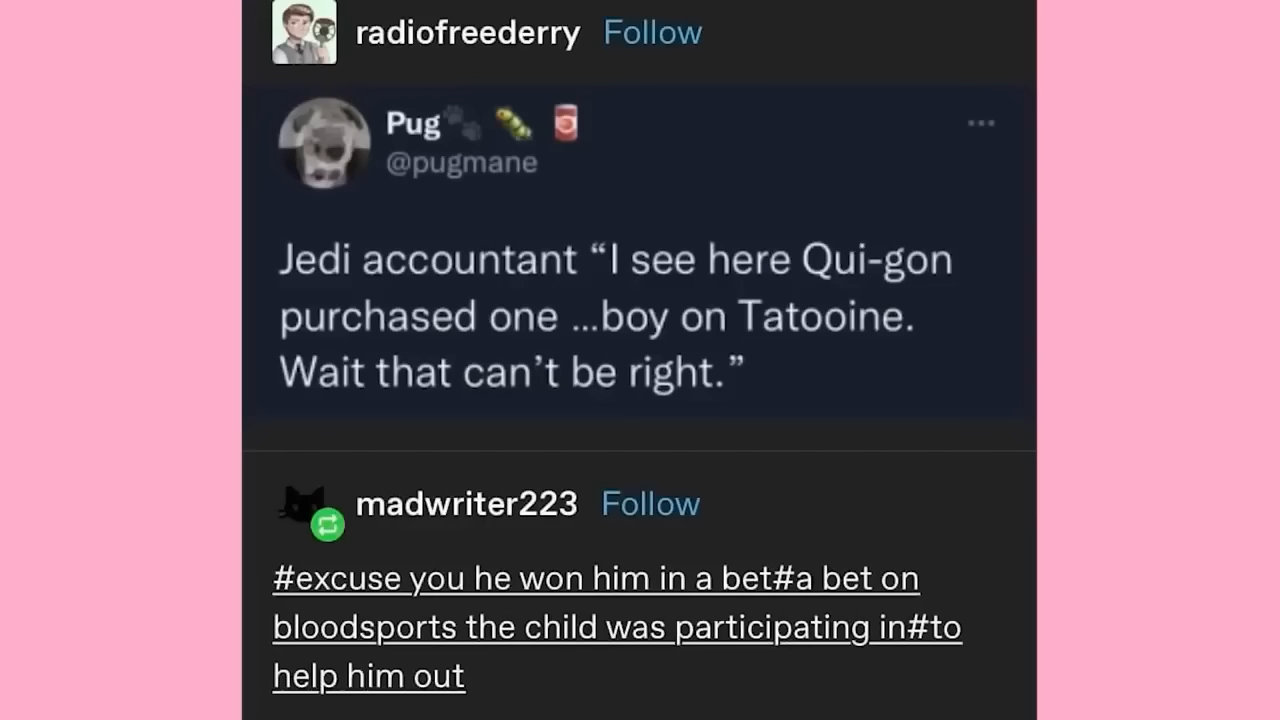 radiofreederry Follow
Pug
@pugmane
Jedi accountant “I see here Qui-gon
purchased one ...boy on Tatooine.
Wait that can’t be right.”
madwriter223 Follow
#excuse you he won him in a bet#a bet on
bloodsports the child was participating in#to
help him out